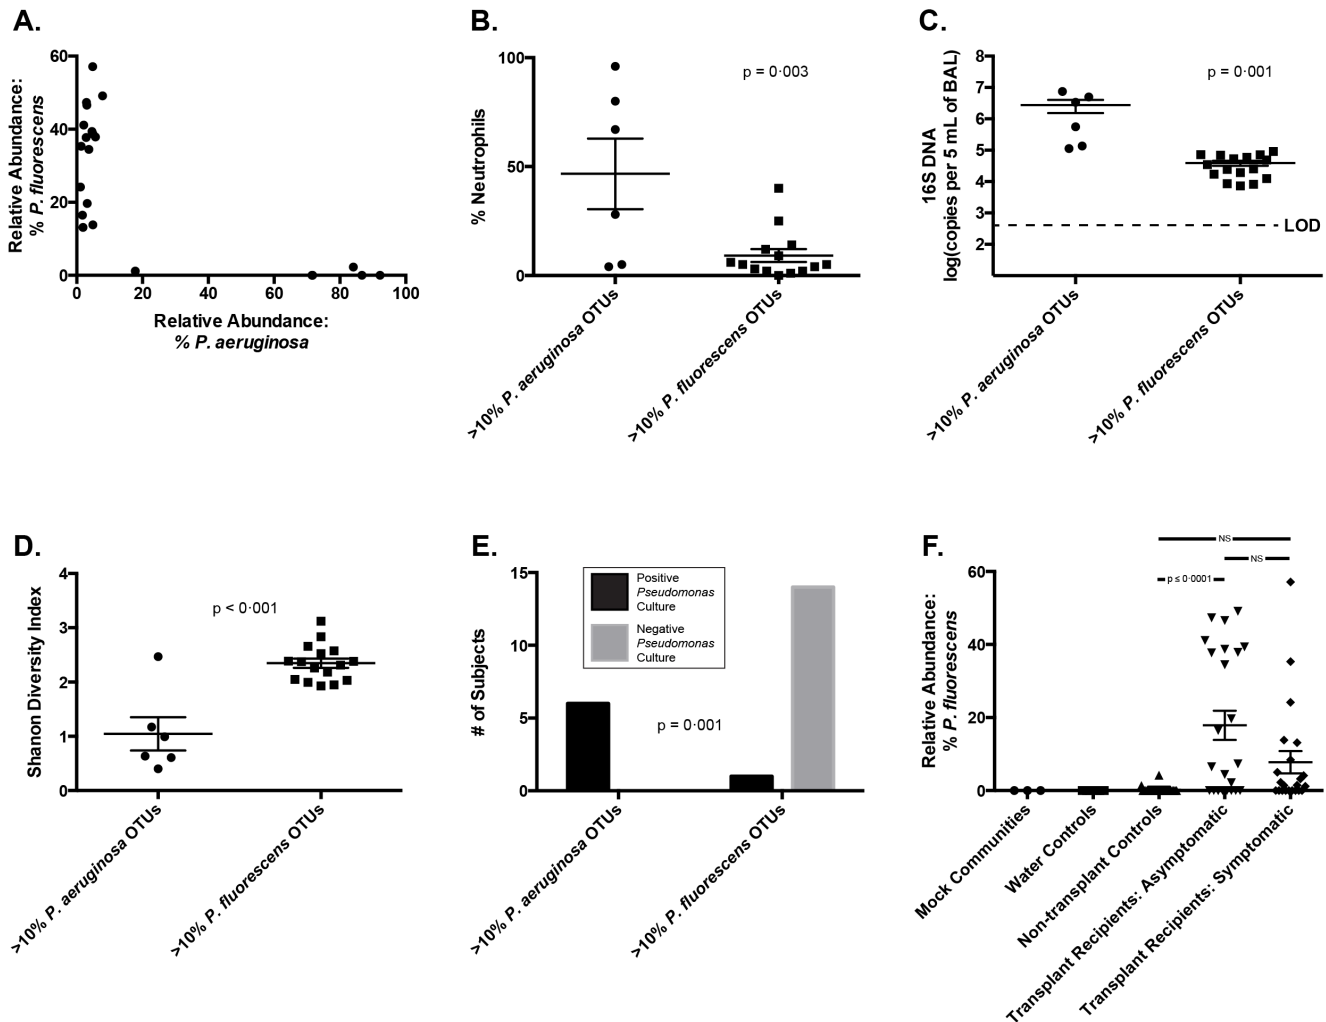 A.
Relative Abundance:
% P. fluorescens
60
40
20
0
0 20 40 60 80 100
Relative Abundance:
% P. aeruginosa
B.
% Neutrophils
100
50
0
p = 0·003
>10% P. aeruginosa OTUs
>10% P. fluorescens OTUs
C.
16S DNA
log(copies per 5 mL of BAL)
8
7
6
5
4
3
2
p = 0·001
LOD
>10% P. aeruginosa OTUs
>10% P. fluorescens OTUs
D.
Shanon Diversity Index
4
3
2
1
0
p < 0·001
>10% P. aeruginosa OTUs
>10% P. fluorescens OTUs
E.
# of Subjects
15
10
5
0
Positive
Pseudomonas
Culture
Negative
Pseudomonas
Culture
p = 0·001
>10% P. aeruginosa OTUs
>10% P. fluorescens OTUs
F.
Relative Abundance:
% P. fluorescens
60
40
20
0
NS
NS
p ≤ 0·0001
Mock Communities
Water Controls
Non-transplant Controls
Transplant Recipients: Asymptomatic
Transplant Recipients: Symptomatic